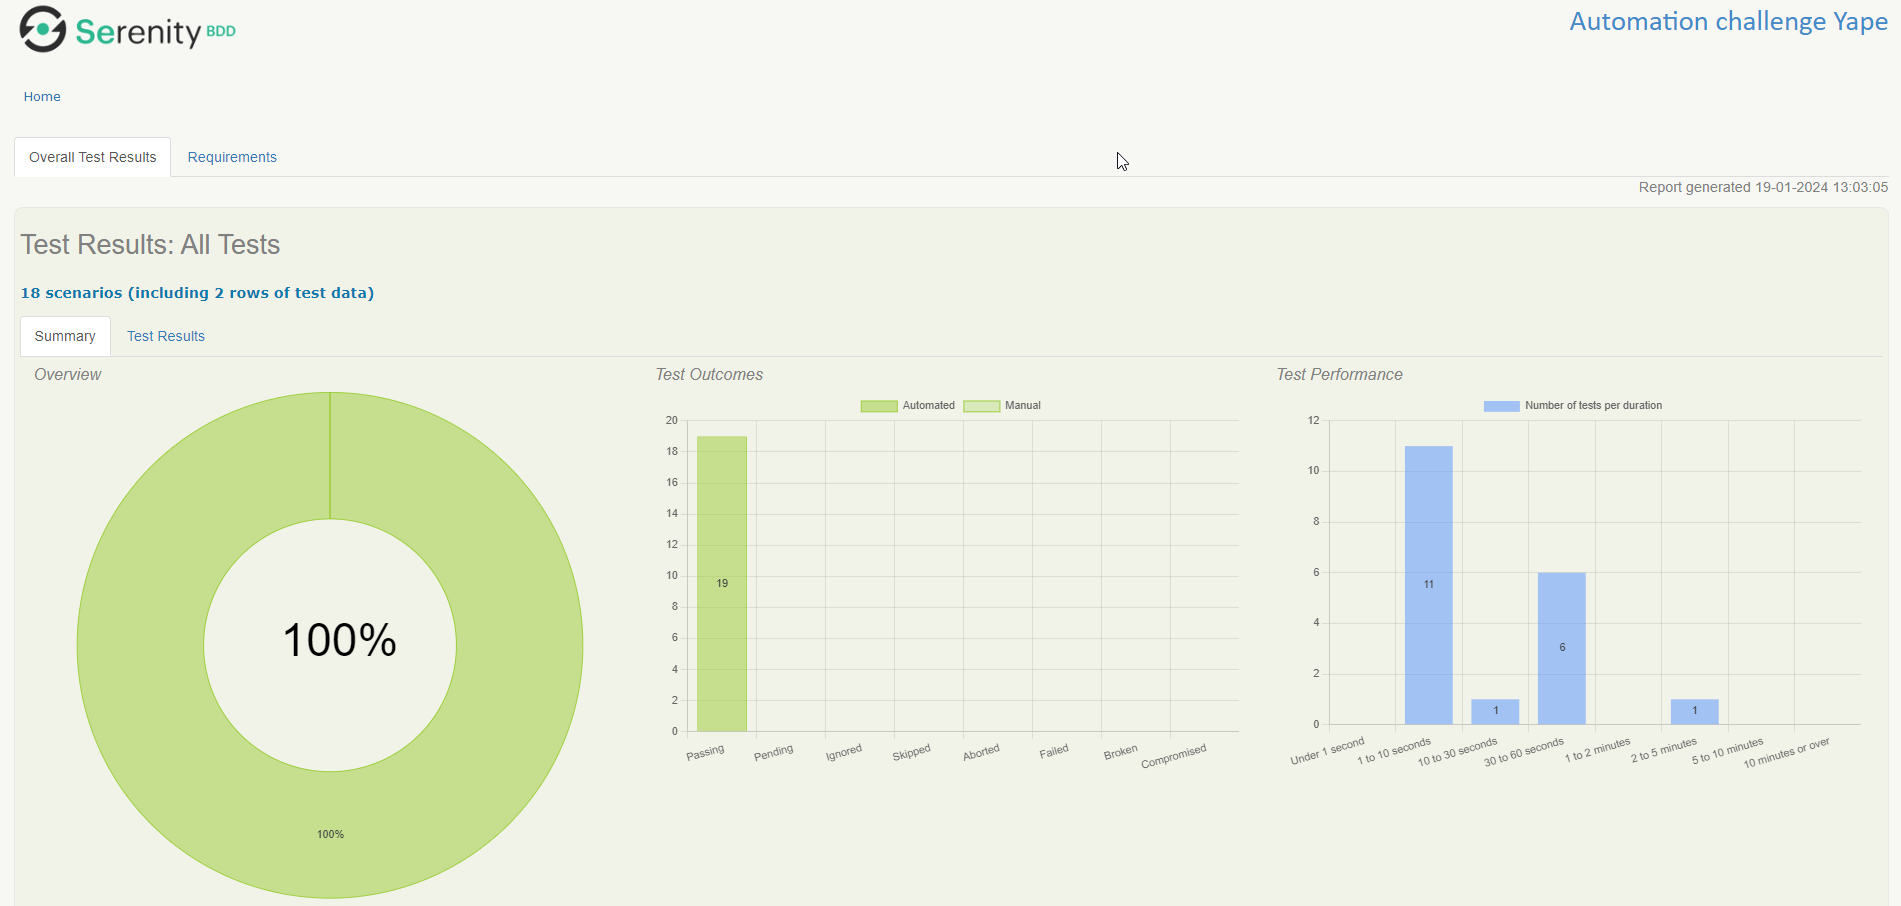 Serenity BDD
Automation challenge Yape
Home
Overall Test Results
Requirements
Report generated 19-01-2024 13:03:05
Test Results: All Tests
18 scenarios (including 2 rows of test data)
Summary
Test Results
Overview
100%
100%
Test Outcomes
Automated
Manual
20
18
16
14
12
10
8
6
4
2
0
19
Passing
Pending
Ignored
Skipped
Aborted
Failed
Broken
Compromised
Test Performance
Number of tests per duration
12
10
8
6
4
2
0
11
1
6
1
Under 1 second
1 to 10 seconds
10 to 30 seconds
30 to 60 seconds
1 to 2 minutes
2 to 5 minutes
5 to 10 minutes
10 minutes or over